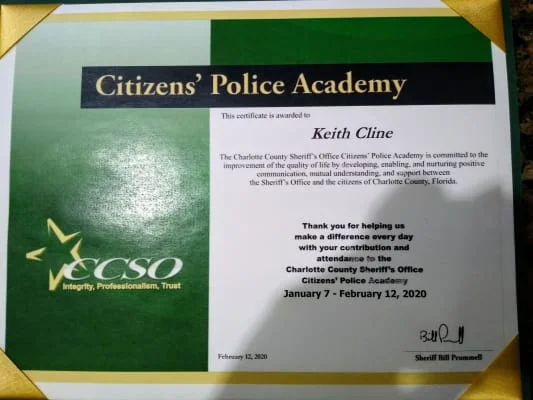 Citizens' Police Academy
This certificate is awarded to
Keith Cline
The Charlotte County Sheriff's Office Citizens' Police Academy is committed to the
improvement of the quality of life by developing, enabling, and nurturing positive
communication, mutual understanding, and support between
the Sheriff's Office and the citizens of Charlotte County, Florida.
Thank you for helping us
make a difference every day
with your contribution and
attendance to the
Charlotte County Sheriff's Office
Citizens' Police Academy
January 7 - February 12, 2020
CCSO
Integrity, Professionalism, Trust
February 12, 2020
Sheriff Bill Prummell